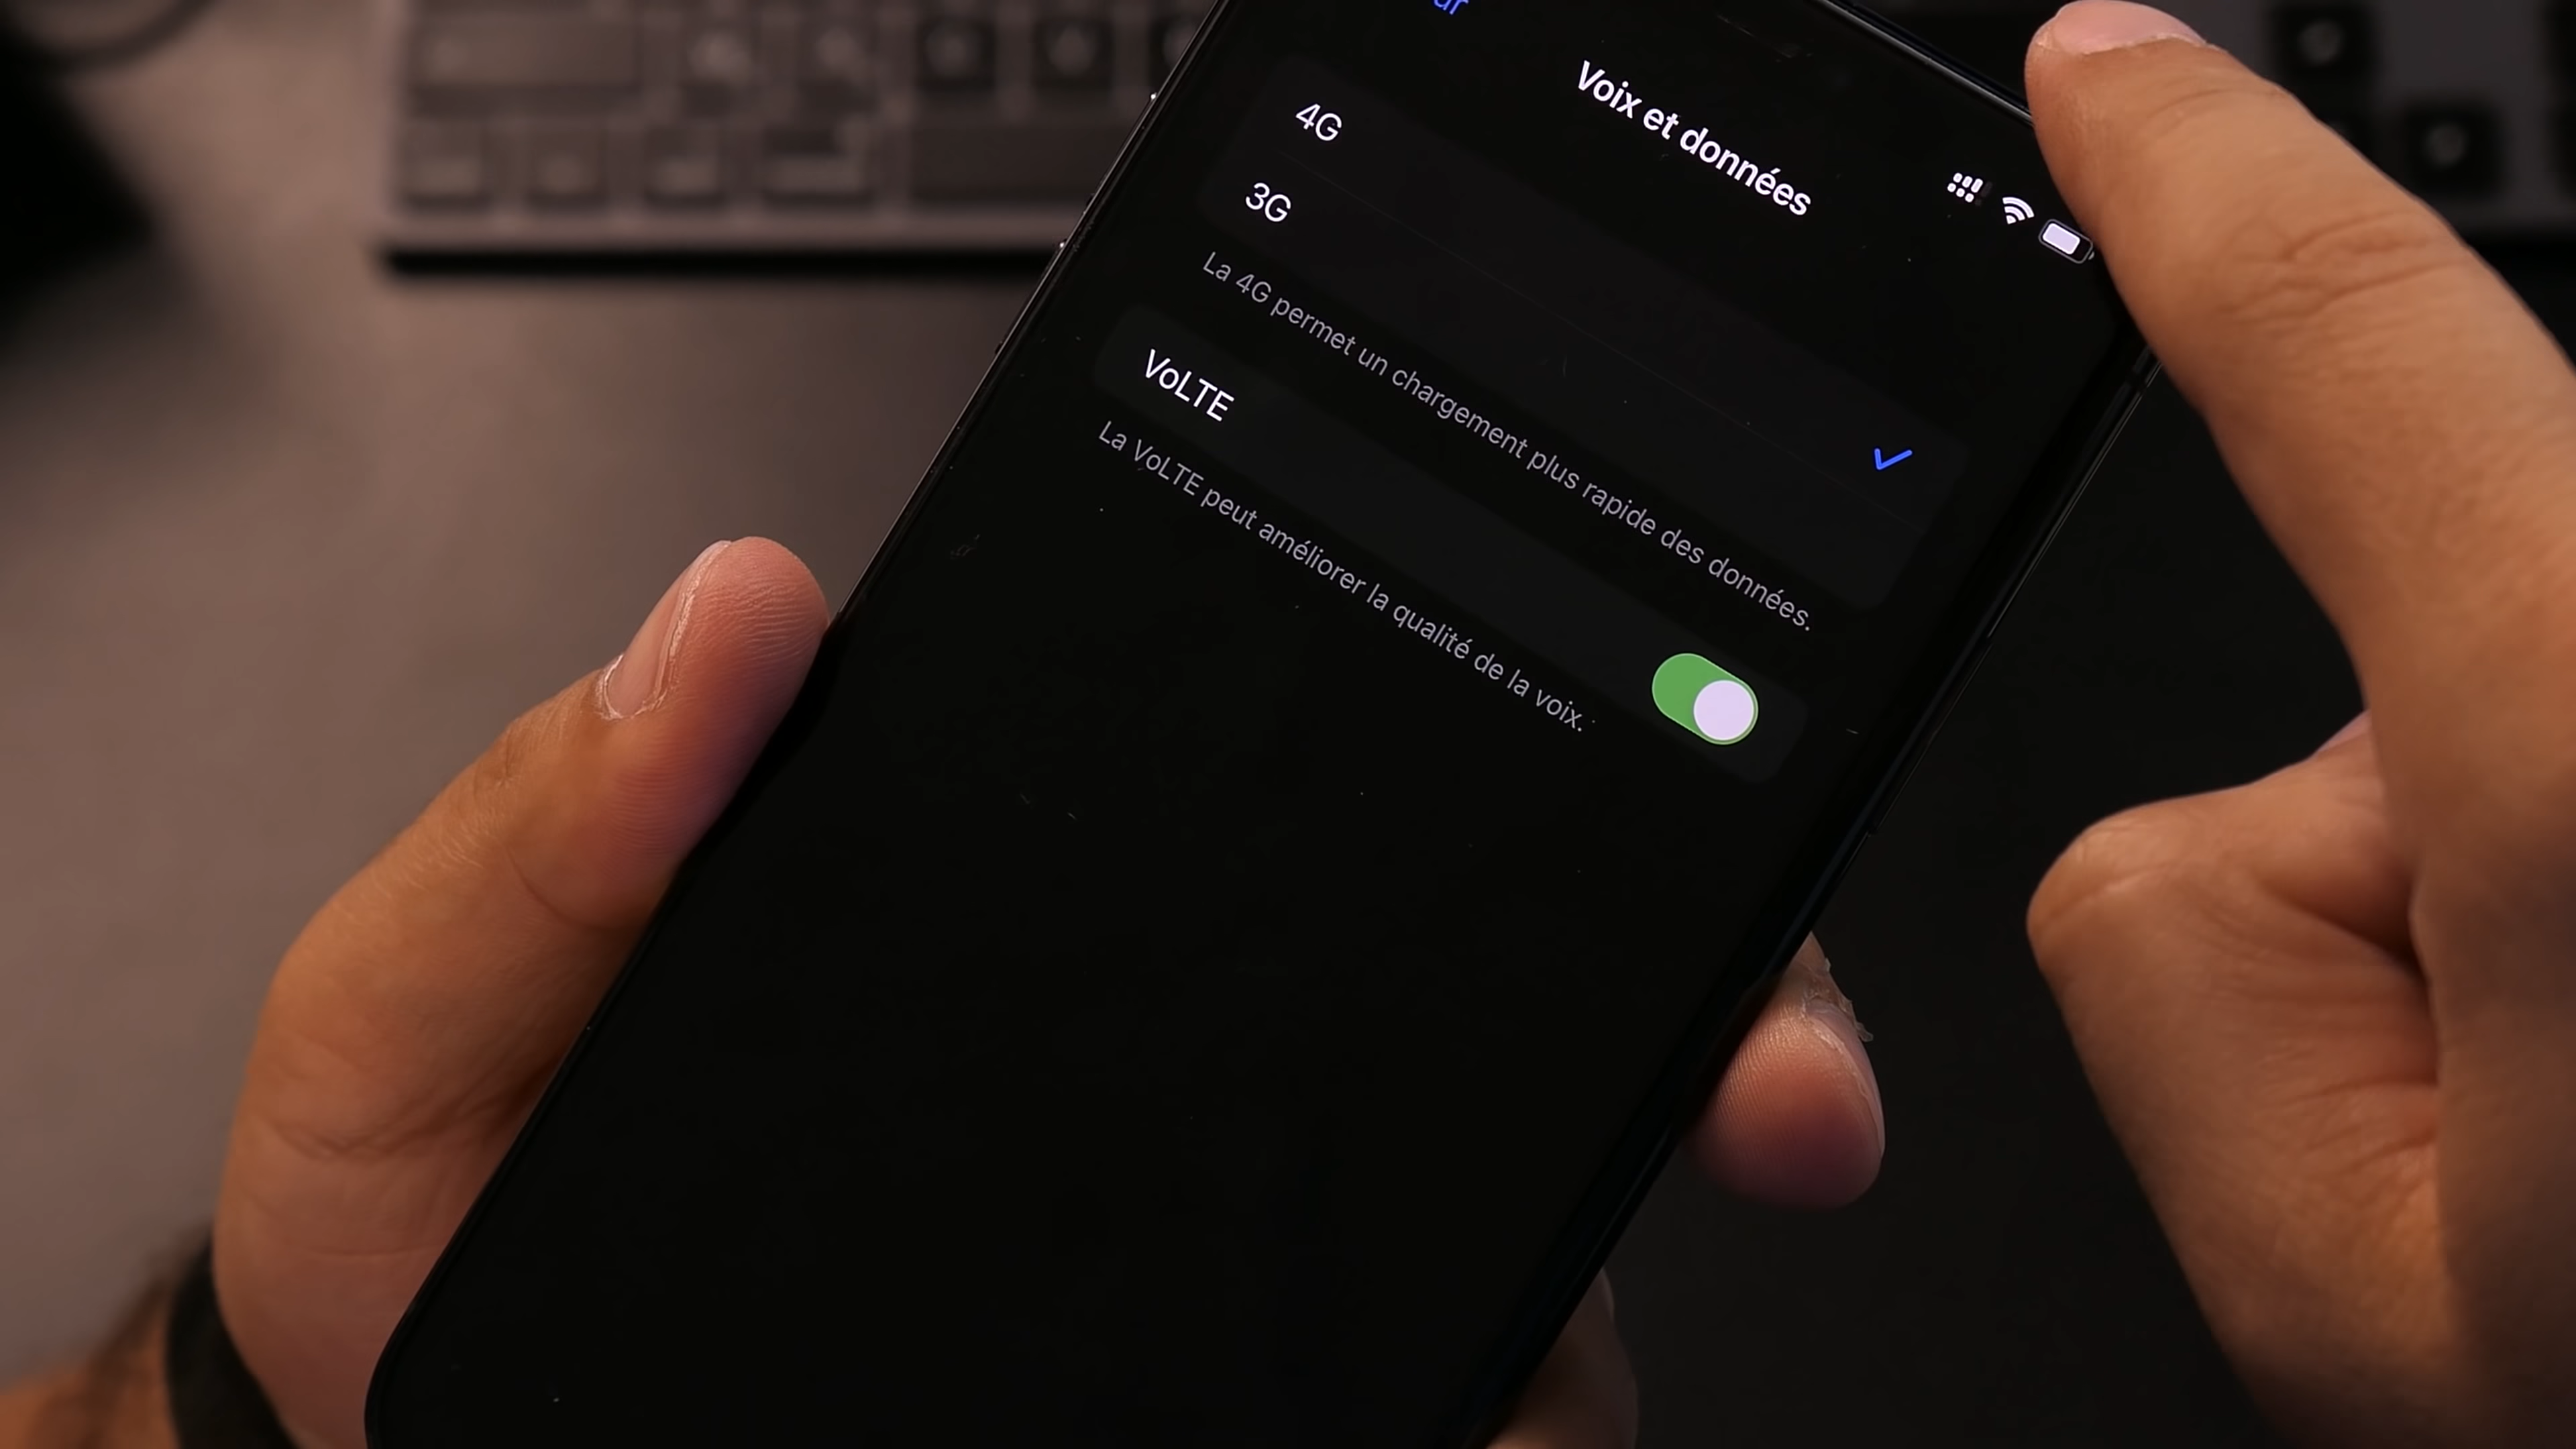 Voix et données
4G
3G
La 4G permet un chargement plus rapide des données.
VoLTE
La VoLTE peut améliorer la qualité de la voix.